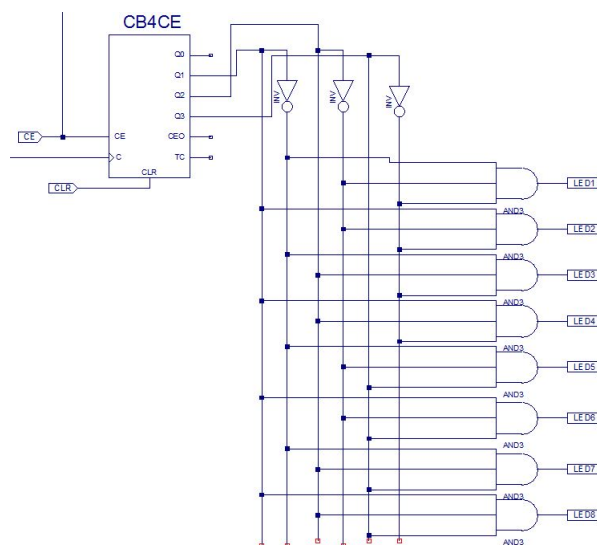 CB4CE
Q0
Q1
Q2
Q3
CE
CE
CEO
C
TC
CLR
CLR
INV
INV
INV
LED1
AND3
LED2
AND3
LED3
AND3
LED4
AND3
LED5
AND3
LED6
AND3
LED7
AND3
LED8
AND3